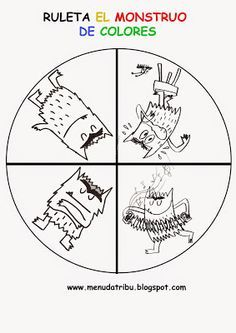 RULETA EL MONSTRUO
DE COLORES
www.menudatribu.blogspot.com